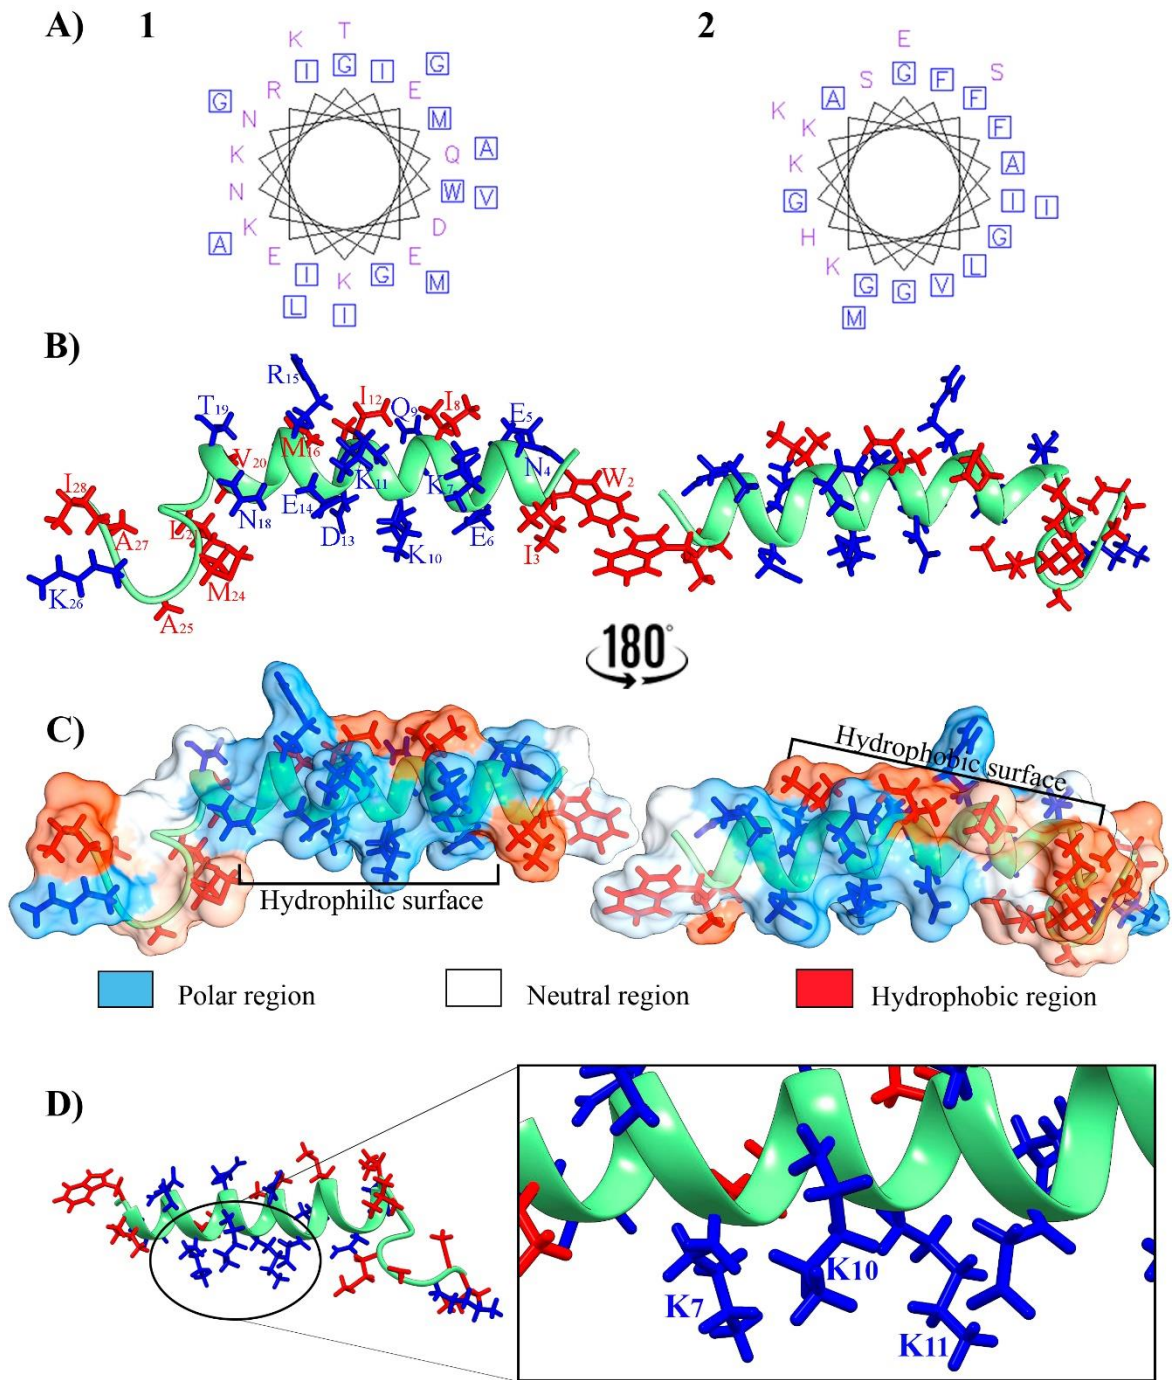 A) 1 2
K T
I G I G
R E
G N M
K Q A
N W V
K D
A E E
I K G M
L I
E
S G F S
K A F
K F
K A
G I I
H G
K L
G G V
M
B)
R15
T19 I12 Q9 I8 E5
M16 N4
V20 K11 K7 W2
I28 E14
A27 L21 N18 D13 E6
K10 I3
K26 M24
A25
180°
C)
Hydrophobic surface
Hydrophilic surface
Polar region Neutral region Hydrophobic region
D)
K10
K7
K11